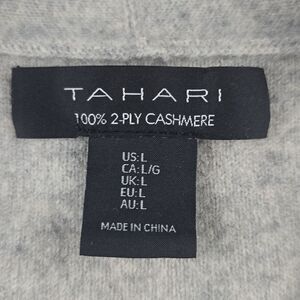 TAHARI
100% 2-PLY CASHMERE
US:L
CA:L/G
UK:L
EU:L
AU:L
MADE IN CHINA